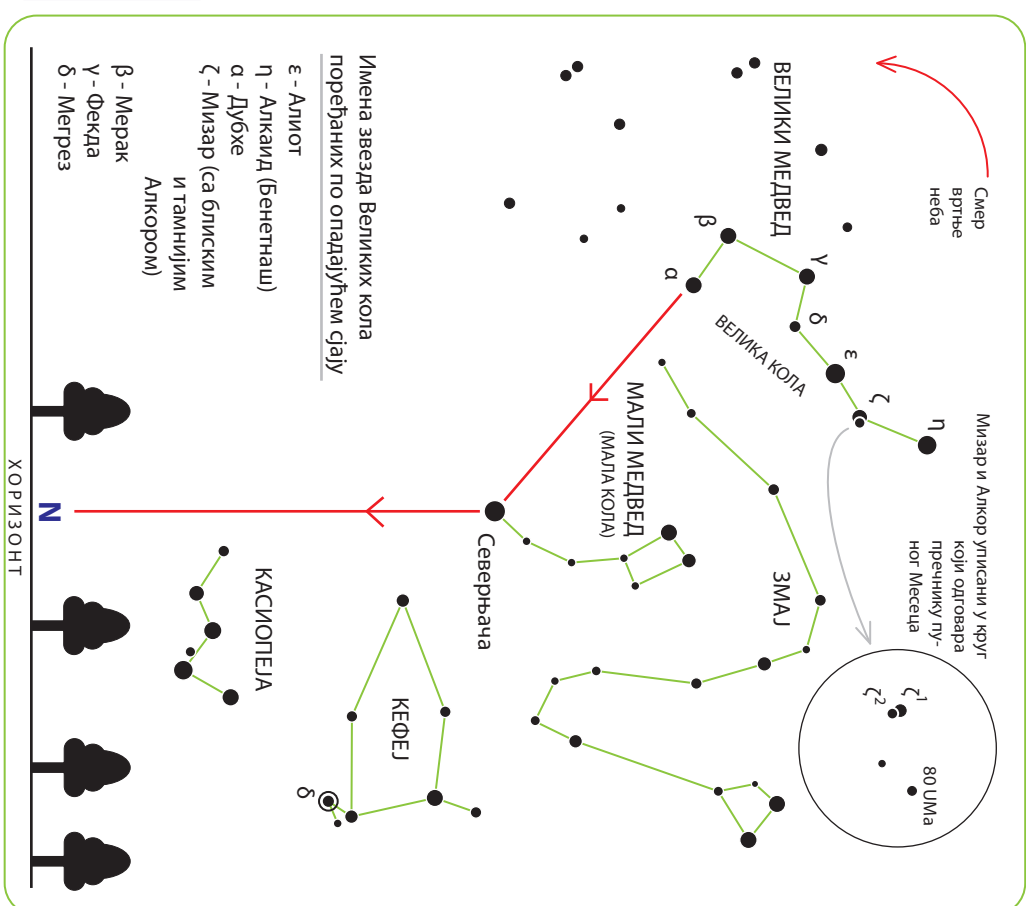 Смер
вртње
неба
Мизар и Алкор уписани у круг
који одговара
пречнику пу-
ног Месеца
80 UMa
ζ¹
ζ²
η
ζ
ε
δ
γ
β
α
ВЕЛИКИ МЕДВЕД
ВЕЛИКА КОЛА
ЗМАЈ
МАЛИ МЕДВЕД
(МАЛА КОЛА)
Северњача
КЕФЕЈ
δ
КАСИОПЕЈА
Имена звезда Великих кола
поређаних по опадајућем сјају
ε - Алиот
η - Алкаид (Бенетнаш)
α - Дубхе
ζ - Мизар (са блиским
и тамнијим
Алкором)
β - Мерак
γ - Фекда
δ - Мегрез
N
ХОРИЗОНТ